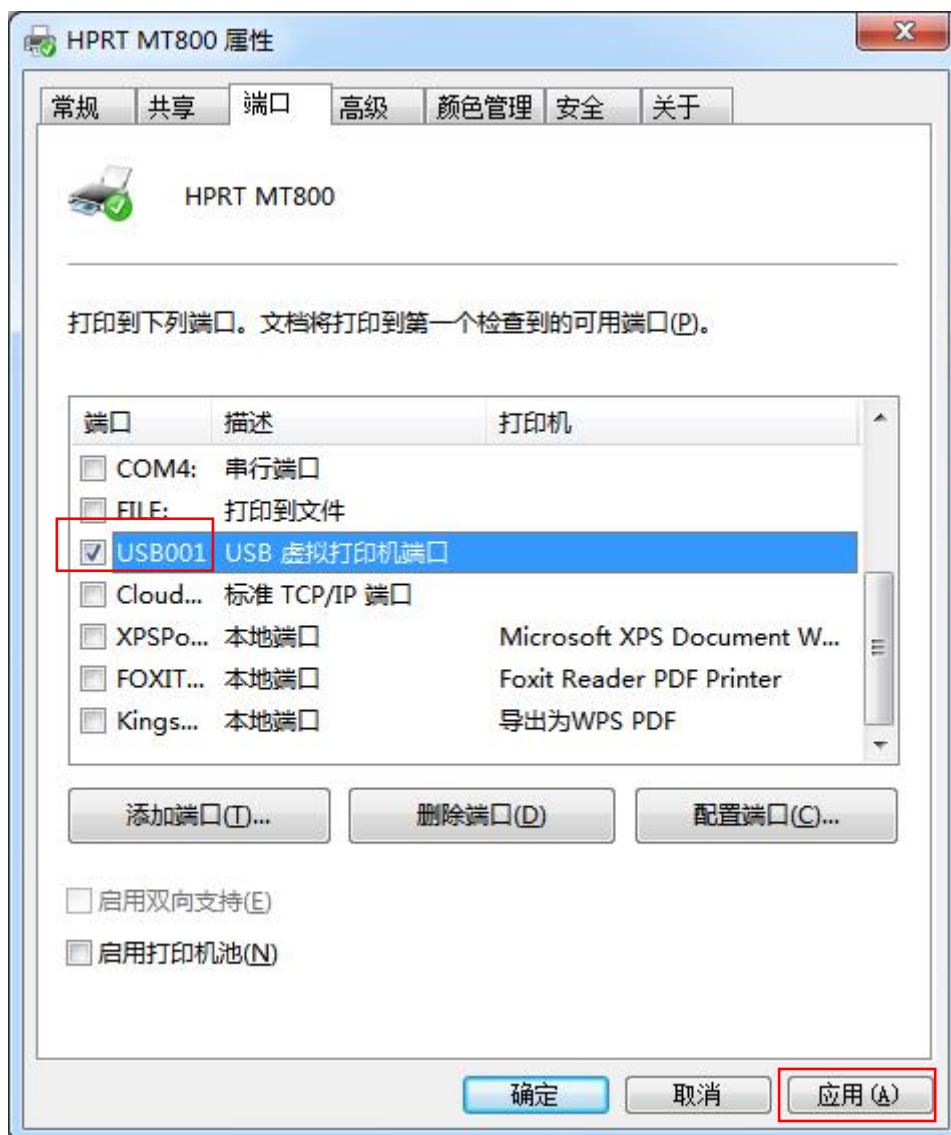 HPRT MT800 属性
常规 共享 端口 高级 颜色管理 安全 关于
HPRT MT800
打印到下列端口。文档将打印到第一个检查到的可用端口(P)。
端口 描述 打印机
COM4: 串行端口
FILE: 打印到文件
USB001 USB 虚拟打印机端口
Cloud... 标准 TCP/IP 端口
XPSPo... 本地端口 Microsoft XPS Document W...
FOXIT... 本地端口 Foxit Reader PDF Printer
Kings... 本地端口 导出为WPS PDF
添加端口(T)... 删除端口(D) 配置端口(C)...
启用双向支持(E)
启用打印机池(N)
确定 取消 应用(A)